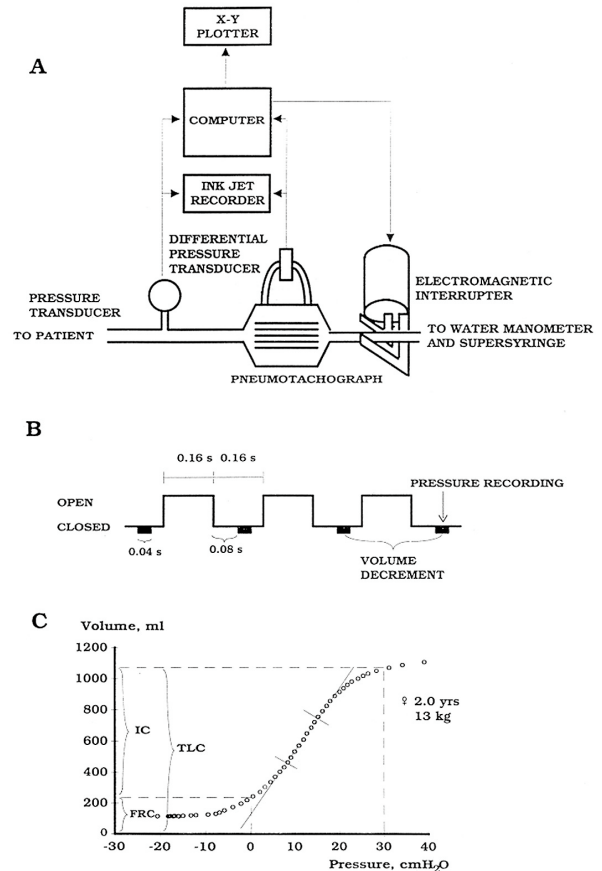 A
X-Y
PLOTTER
COMPUTER
INK JET
RECORDER
DIFFERENTIAL
PRESSURE
TRANSDUCER
PRESSURE
TRANSDUCER
ELECTROMAGNETIC
INTERRUPTER
TO PATIENT
TO WATER MANOMETER
AND SUPERSYRINGE
PNEUMOTACHOGRAPH
B
0.16 s 0.16 s
PRESSURE RECORDING
OPEN
CLOSED
0.04 s
0.08 s
VOLUME
DECREMENT
C
Volume, ml
1200
1000
800
600
400
200
0
IC
TLC
FRC
♀ 2.0 yrs
13 kg
-30 -20 -10 0 10 20 30 40
Pressure, cmH₂O